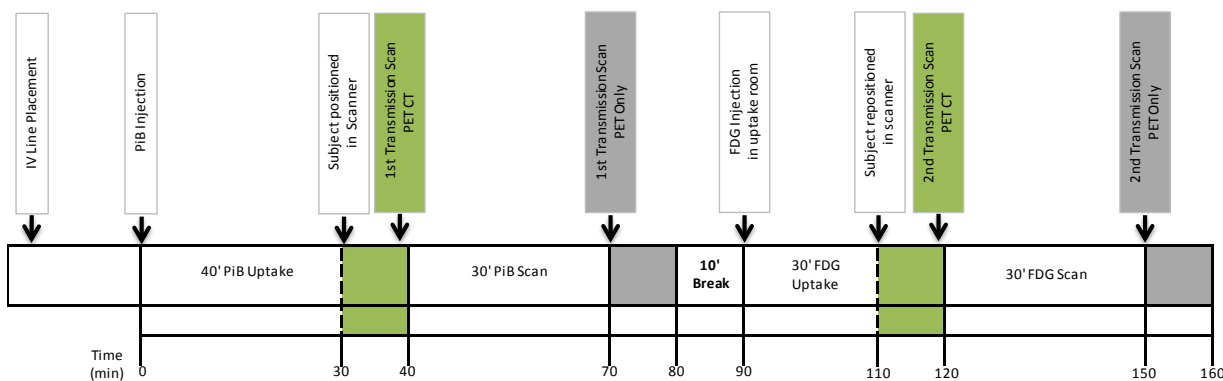 IV Line Placement
PiB Injection
Subject positioned
in Scanner
1st Transmission Scan
PET CT
1st Transmission Scan
PET Only
FDG Injection
in uptake room
Subject repositioned
in scanner
2nd Transmission Scan
PET CT
2nd Transmission Scan
PET Only
40' PiB Uptake
30' PiB Scan
10'
Break
30' FDG
Uptake
30' FDG Scan
Time
(min)
0
30
40
70
80
90
110
120
150
160